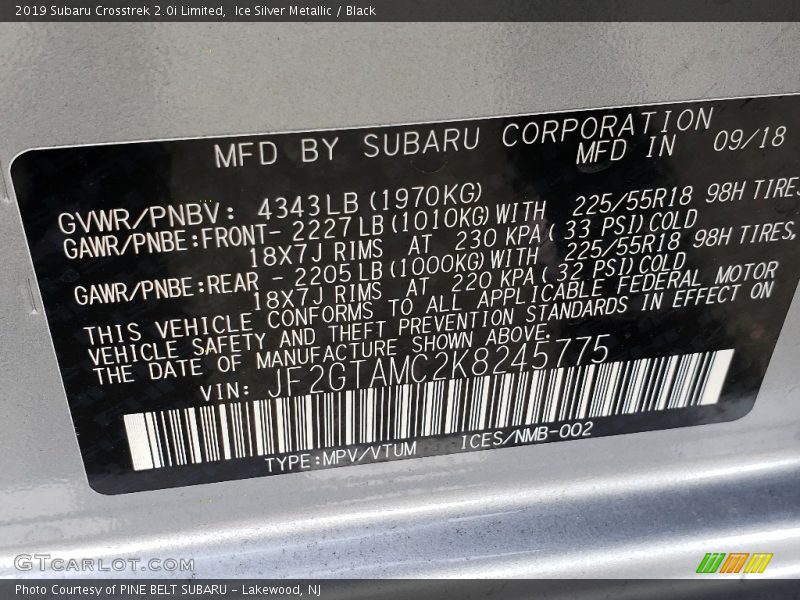 2019 Subaru Crosstrek 2.0i Limited,  Ice Silver Metallic / Black
MFD BY SUBARU CORPORATION
MFD IN 09/18
GVWR/PNBV: 4343LB (1970KG)
GAWR/PNBE:FRONT- 2227LB (1010KG) WITH 225/55R18 98H TIRES,
18X7J RIMS AT 230 KPA ( 33 PSI) COLD
GAWR/PNBE:REAR - 2205LB (1000KG) WITH 225/55R18 98H TIRES,
18X7J RIMS AT 220 KPA ( 32 PSI) COLD
THIS VEHICLE CONFORMS TO ALL APPLICABLE FEDERAL MOTOR
VEHICLE SAFETY AND THEFT PREVENTION STANDARDS IN EFFECT ON
THE DATE OF MANUFACTURE SHOWN ABOVE.
VIN: JF2GTAMC2K8245775
TYPE:MPV/VTUM ICES/NMB-002
GTCARLOT.COM
Photo Courtesy of PINE BELT SUBARU - Lakewood, NJ